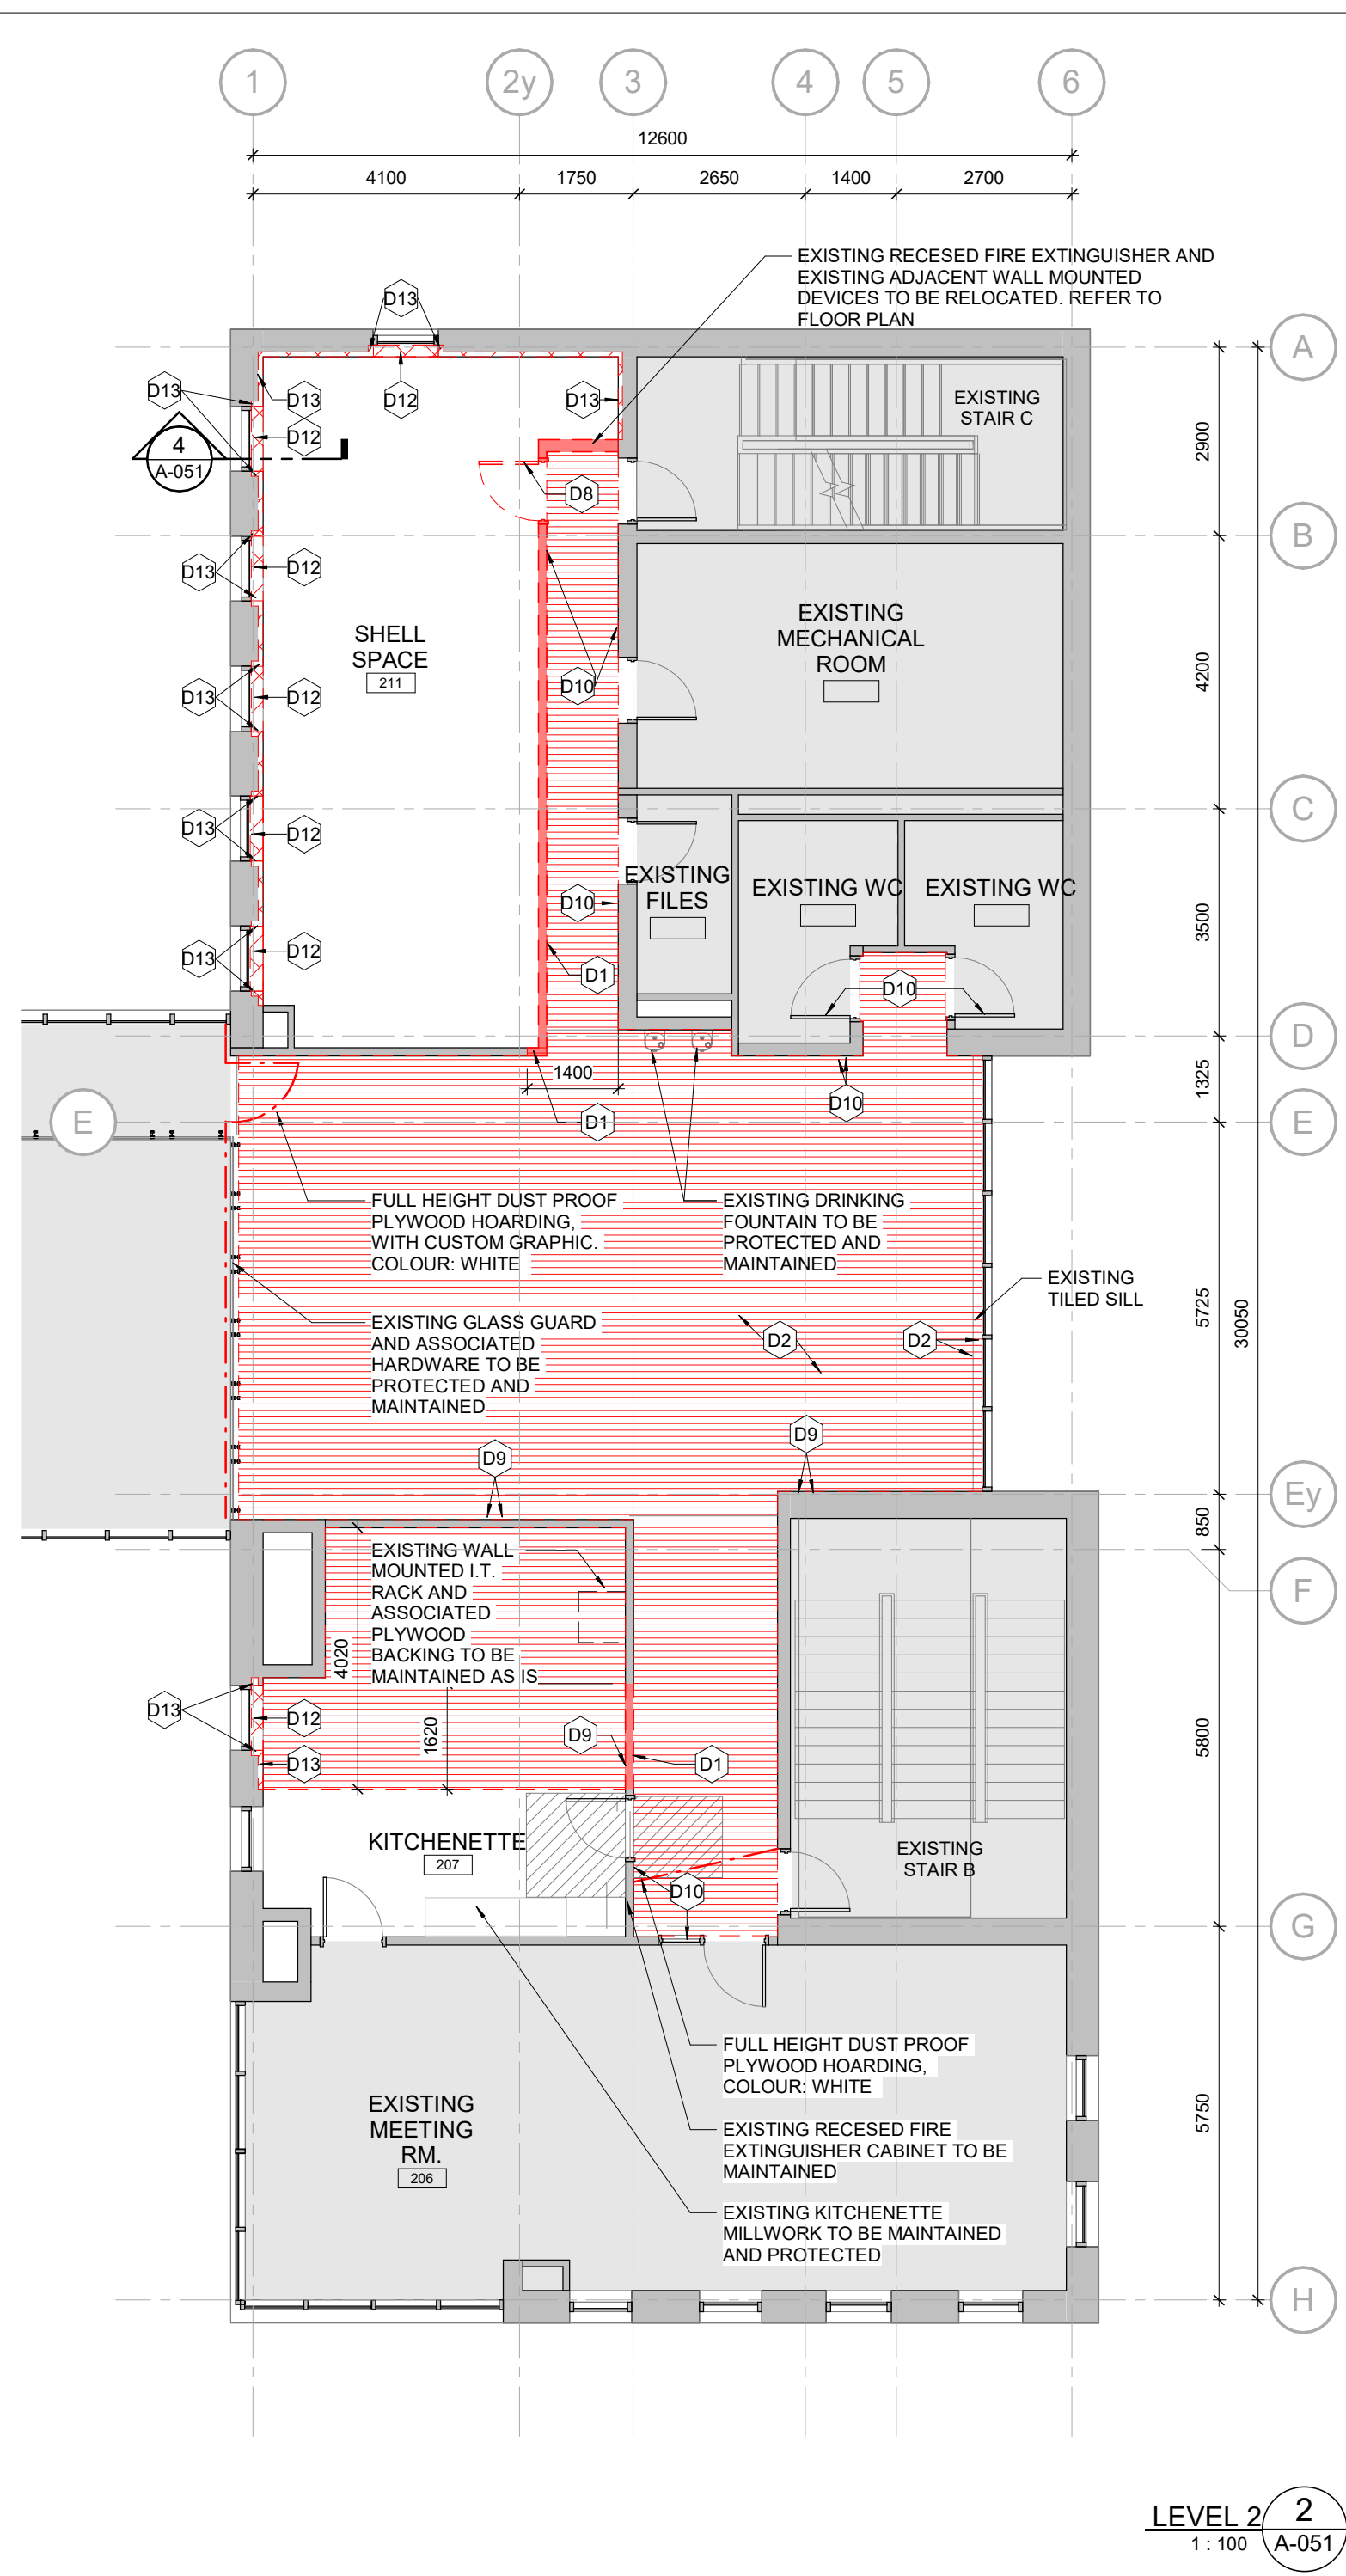 1
2y
3
4
5
6
12600
4100
1750
2650
1400
2700
EXISTING RECESED FIRE EXTINGUISHER AND
EXISTING ADJACENT WALL MOUNTED
DEVICES TO BE RELOCATED. REFER TO
FLOOR PLAN
D13
A
D13
D13
D12
D13
EXISTING
STAIR C
D12
4
A-051
2900
D8
B
D13
D12
EXISTING
MECHANICAL
ROOM
SHELL
SPACE
211
D10
D13
D12
4200
C
D13
D12
EXISTING
FILES
EXISTING WC
EXISTING WC
D10
3500
D13
D12
D1
D10
D
1400
1325
D10
D1
E
E
FULL HEIGHT DUST PROOF
PLYWOOD HOARDING,
WITH CUSTOM GRAPHIC.
COLOUR: WHITE
EXISTING DRINKING
FOUNTAIN TO BE
PROTECTED AND
MAINTAINED
EXISTING
TILED SILL
5725
30050
EXISTING GLASS GUARD
AND ASSOCIATED
HARDWARE TO BE
PROTECTED AND
MAINTAINED
D2
D2
D9
D9
Ey
850
EXISTING WALL
MOUNTED I.T.
RACK AND
ASSOCIATED
PLYWOOD
BACKING TO BE
MAINTAINED AS IS
F
4020
1620
D13
D12
D13
D9
D1
5800
KITCHENETTE
207
EXISTING
STAIR B
D10
G
FULL HEIGHT DUST PROOF
PLYWOOD HOARDING,
COLOUR: WHITE
EXISTING
MEETING
RM.
206
EXISTING RECESED FIRE
EXTINGUISHER CABINET TO BE
MAINTAINED
5750
EXISTING KITCHENETTE
MILLWORK TO BE MAINTAINED
AND PROTECTED
H
LEVEL 2
1 : 100
2
A-051